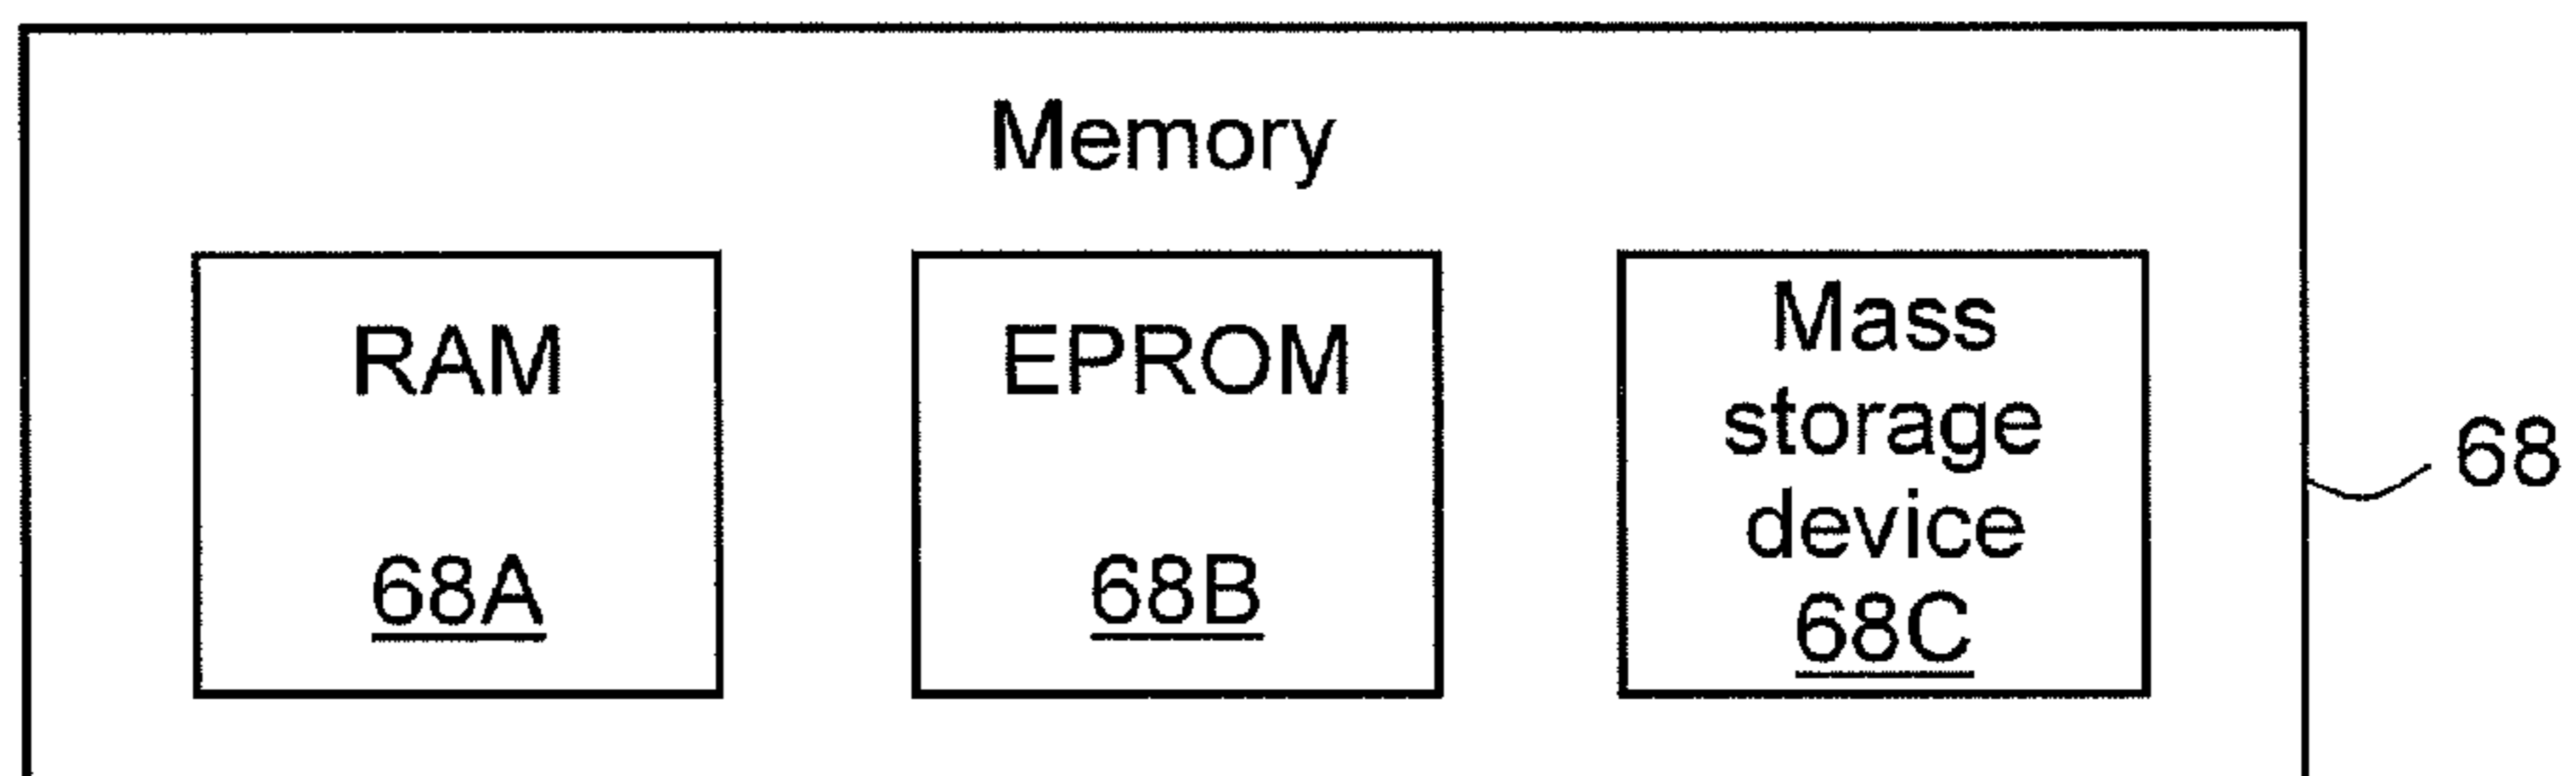 Memory
RAM
68A
EPROM
68B
Mass
storage
device
68C
68